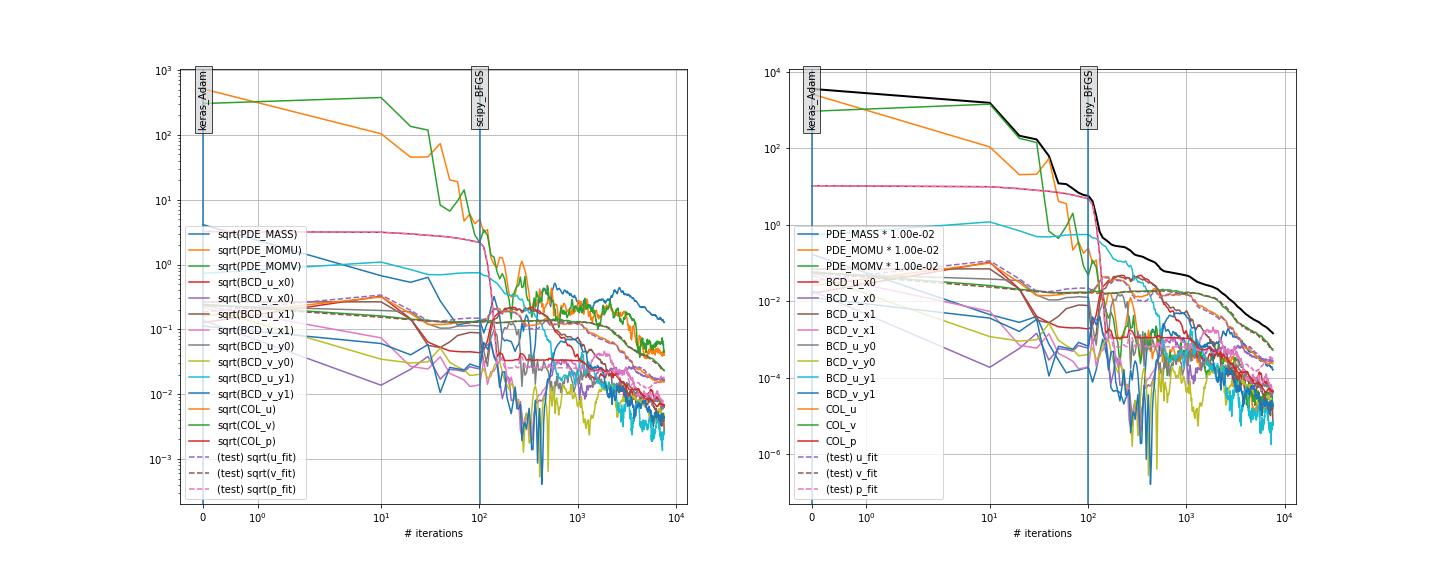 10³
10²
10¹
10⁰
10⁻¹
10⁻²
10⁻³
keras_Adam
scipy_BFGS
sqrt(PDE_MASS)
sqrt(PDE_MOMU)
sqrt(PDE_MOMV)
sqrt(BCD_u_x0)
sqrt(BCD_v_x0)
sqrt(BCD_u_x1)
sqrt(BCD_v_x1)
sqrt(BCD_u_y0)
sqrt(BCD_v_y0)
sqrt(BCD_u_y1)
sqrt(BCD_v_y1)
sqrt(COL_u)
sqrt(COL_v)
sqrt(COL_p)
(test) sqrt(u_fit)
(test) sqrt(v_fit)
(test) sqrt(p_fit)
0 10⁰ 10¹ 10² 10³ 10⁴
# iterations
10⁴
10²
10⁰
10⁻²
10⁻⁴
10⁻⁶
keras_Adam
scipy_BFGS
PDE_MASS * 1.00e-02
PDE_MOMU * 1.00e-02
PDE_MOMV * 1.00e-02
BCD_u_x0
BCD_v_x0
BCD_u_x1
BCD_v_x1
BCD_u_y0
BCD_v_y0
BCD_u_y1
BCD_v_y1
COL_u
COL_v
COL_p
(test) u_fit
(test) v_fit
(test) p_fit
0 10⁰ 10¹ 10² 10³ 10⁴
# iterations